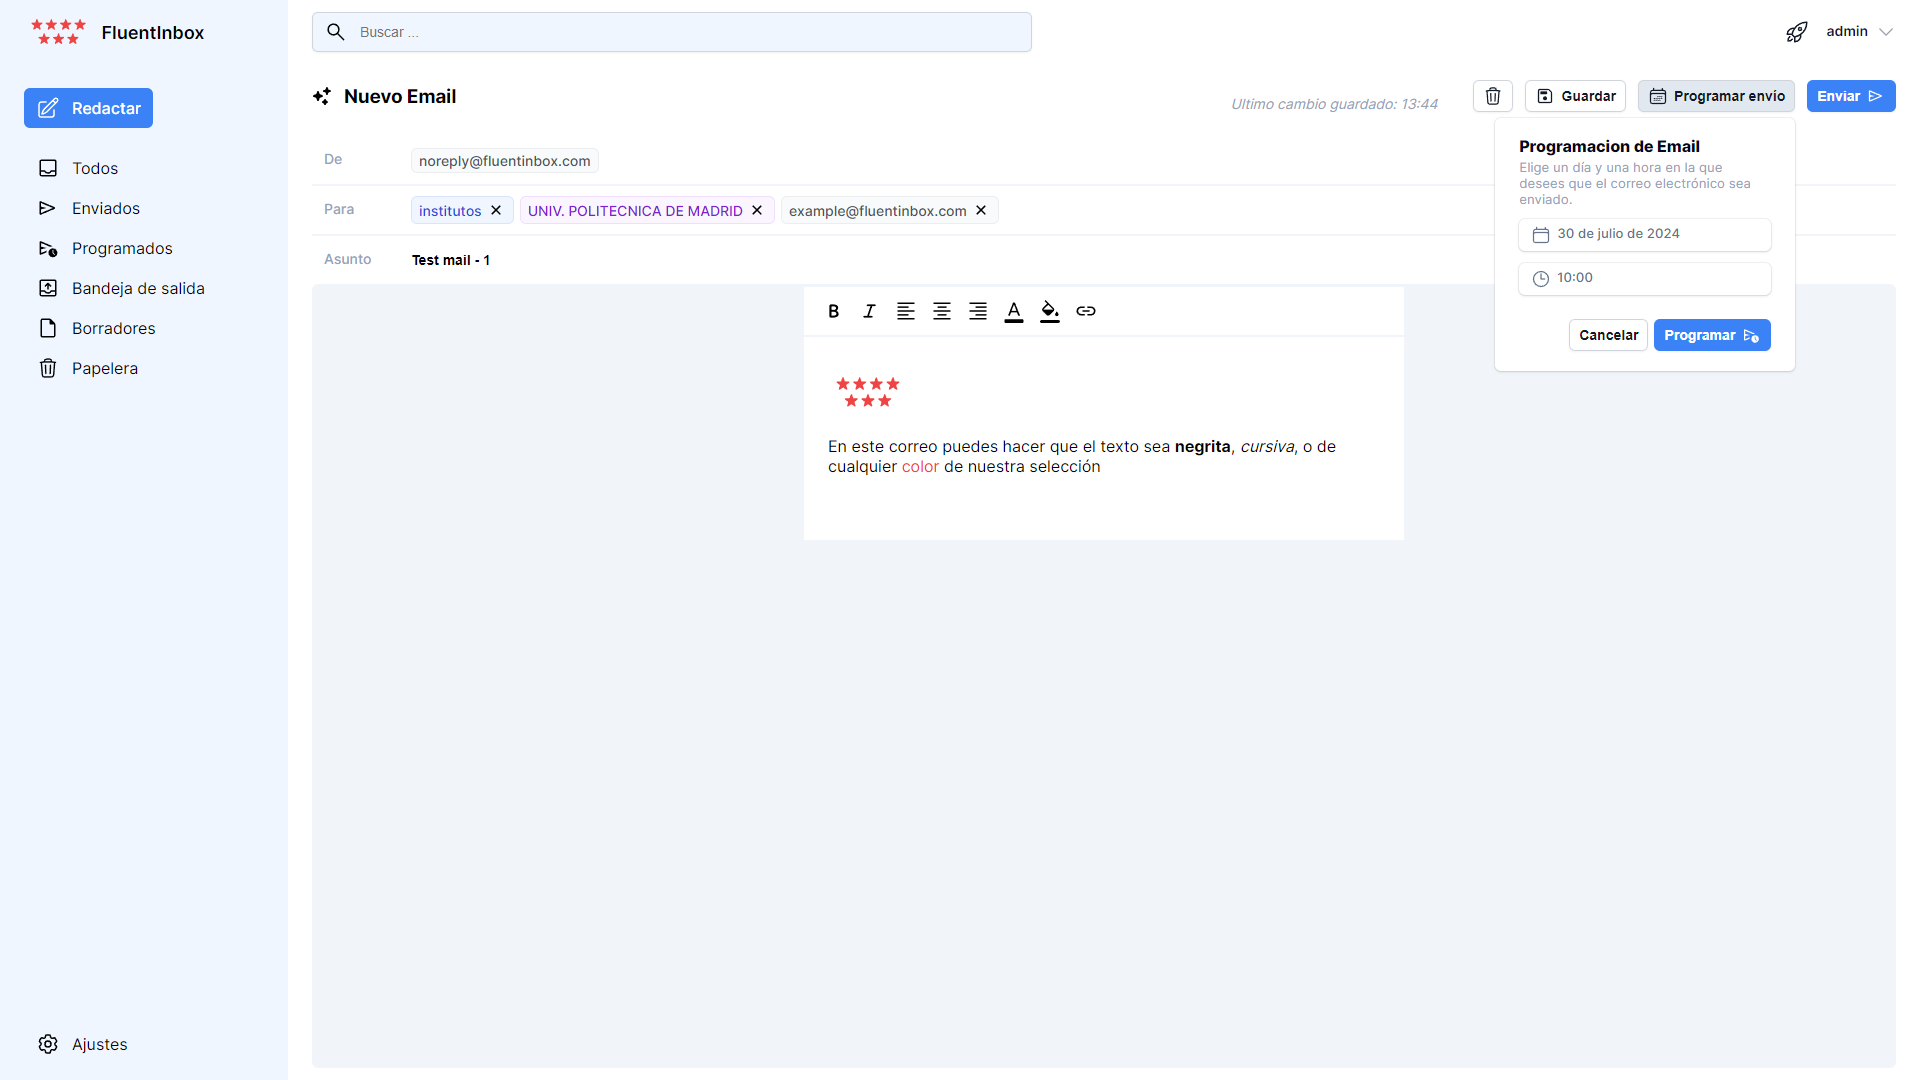 FluentInbox
Buscar ...
admin
Redactar
Nuevo Email
Ultimo cambio guardado: 13:44
Guardar
Programar envío
Enviar
Todos
Enviados
Programados
Bandeja de salida
Borradores
Papelera
Ajustes
De
noreply@fluentinbox.com
Para
institutos
UNIV. POLITECNICA DE MADRID
example@fluentinbox.com
Asunto
Test mail - 1
Programacion de Email
Elige un día y una hora en la que
desees que el correo electrónico sea
enviado.
30 de julio de 2024
10:00
Cancelar
Programar
En este correo puedes hacer que el texto sea negrita, cursiva, o de
cualquier color de nuestra selección